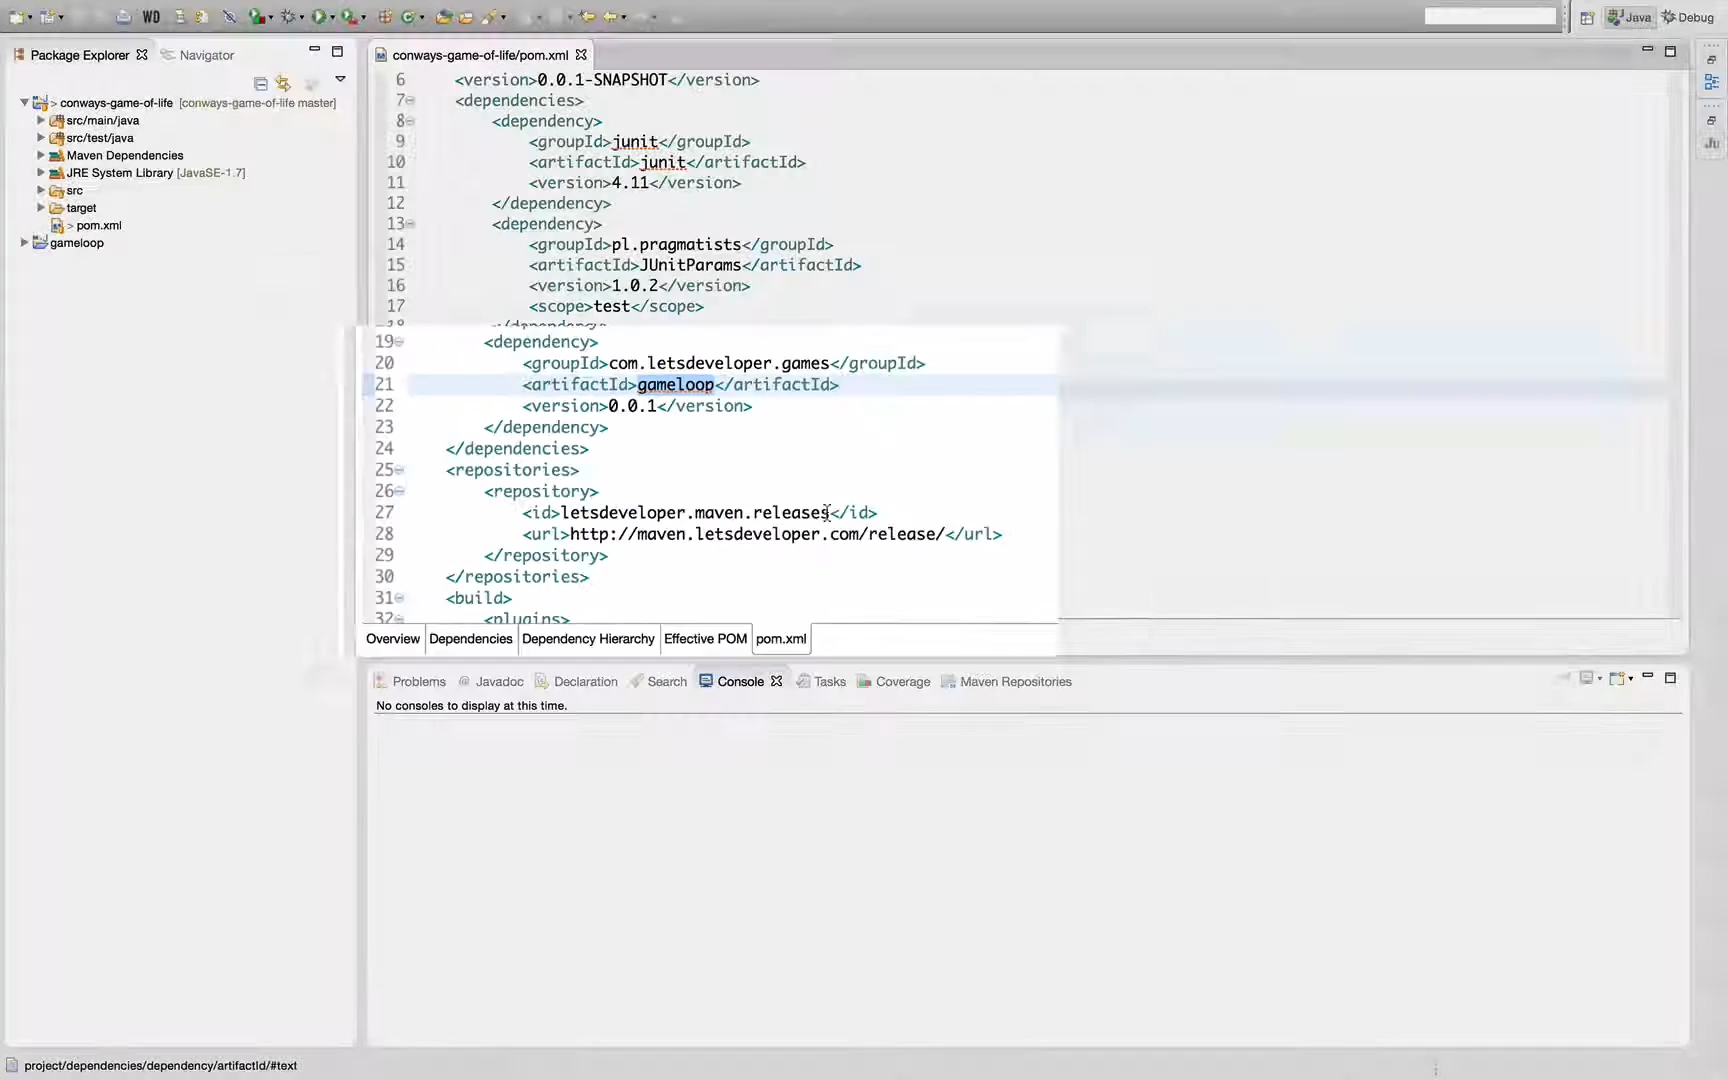 WD
Java
Debug
Package Explorer
Navigator
> conways-game-of-life [conways-game-of-life master]
src/main/java
src/test/java
Maven Dependencies
JRE System Library [JavaSE-1.7]
src
target
> pom.xml
gameloop
conways-game-of-life/pom.xml
6 <version>0.0.1-SNAPSHOT</version>
7 <dependencies>
8 <dependency>
9 <groupId>junit</groupId>
10 <artifactId>junit</artifactId>
11 <version>4.11</version>
12 </dependency>
13 <dependency>
14 <groupId>pl.pragmatists</groupId>
15 <artifactId>JUnitParams</artifactId>
16 <version>1.0.2</version>
17 <scope>test</scope>
18 </dependency>
19 <dependency>
20 <groupId>com.letsdeveloper.games</groupId>
21 <artifactId>gameloop</artifactId>
22 <version>0.0.1</version>
23 </dependency>
24 </dependencies>
25 <repositories>
26 <repository>
27 <id>letsdeveloper.maven.releases</id>
28 <url>http://maven.letsdeveloper.com/release/</url>
29 </repository>
30 </repositories>
31 <build>
32 <plugins>
Overview Dependencies Dependency Hierarchy Effective POM pom.xml
Problems @ Javadoc Declaration Search Console Tasks Coverage Maven Repositories
No consoles to display at this time.
Ju
project/dependencies/dependency/artifactId/#text